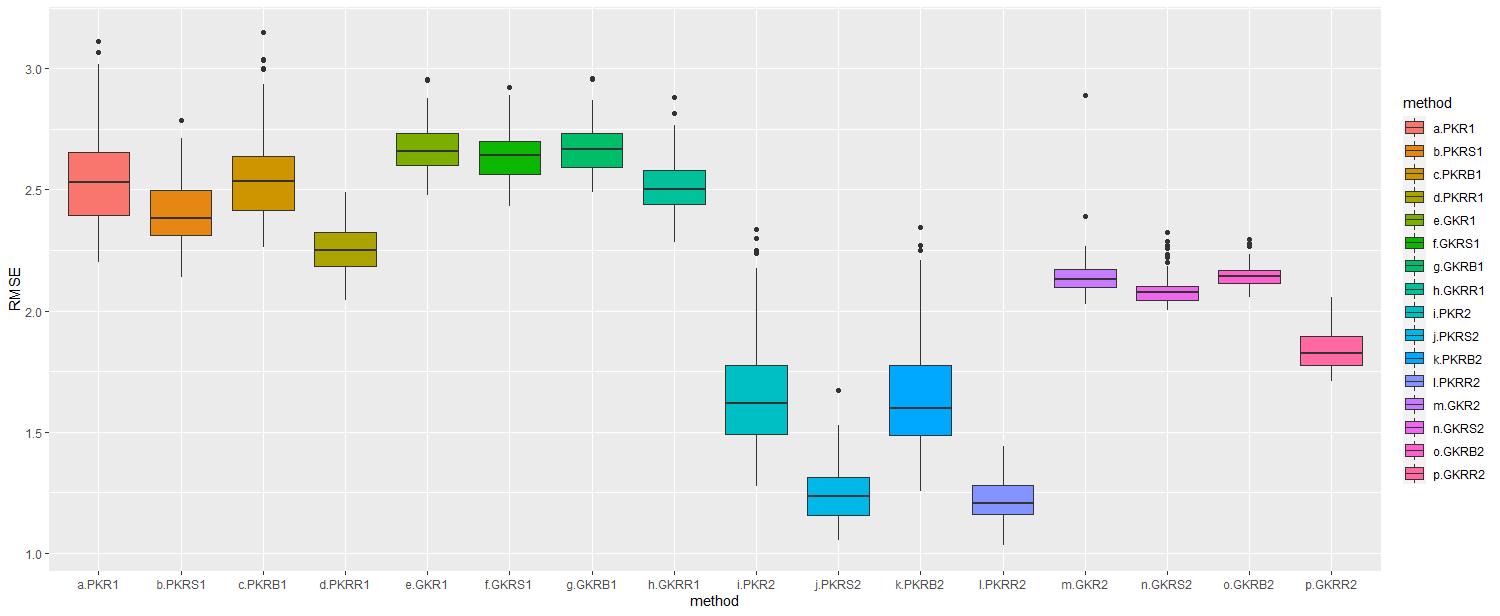 RMSE
3.0
2.5
2.0
1.5
1.0
a.PKR1 b.PKRS1 c.PKRB1 d.PKRR1 e.GKR1 f.GKRS1 g.GKRB1 h.GKRR1 i.PKR2 j.PKRS2 k.PKRB2 l.PKRR2 m.GKR2 n.GKRS2 o.GKRB2 p.GKRR2
method
method
a.PKR1
b.PKRS1
c.PKRB1
d.PKRR1
e.GKR1
f.GKRS1
g.GKRB1
h.GKRR1
i.PKR2
j.PKRS2
k.PKRB2
l.PKRR2
m.GKR2
n.GKRS2
o.GKRB2
p.GKRR2